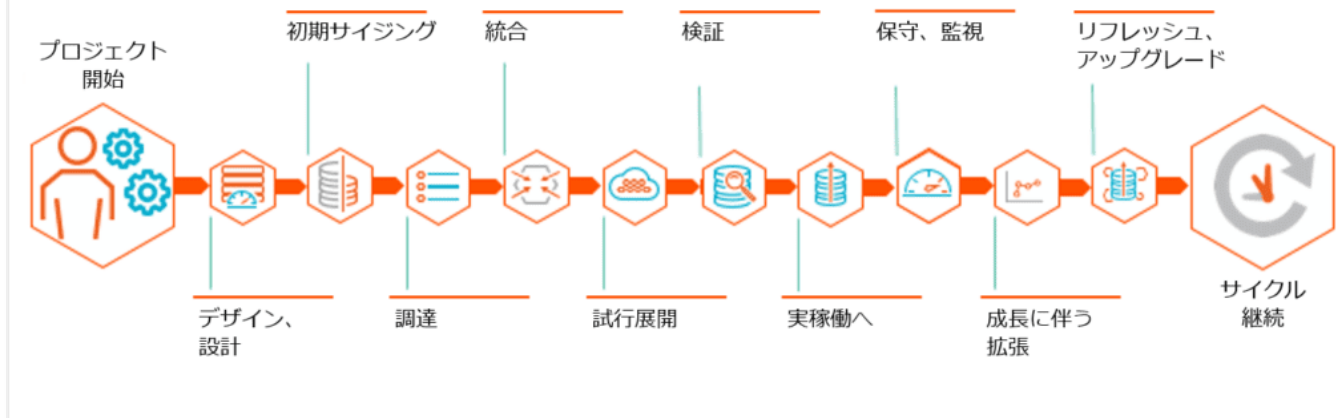 プロジェクト
開始
デザイン、
設計
初期サイジング
調達
統合
試行展開
検証
実稼働へ
保守、監視
成長に伴う
拡張
リフレッシュ、
アップグレード
サイクル
継続